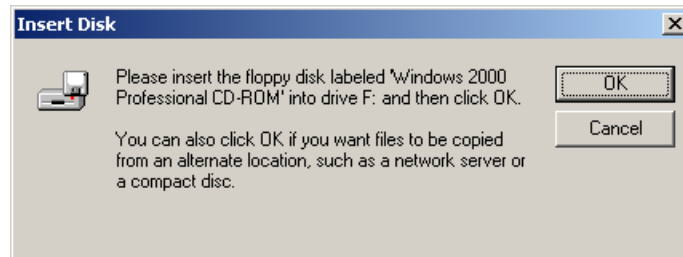 Insert Disk
Please insert the floppy disk labeled 'Windows 2000
Professional CD-ROM' into drive F: and then click OK.
You can also click OK if you want files to be copied
from an alternate location, such as a network server or
a compact disc.
OK
Cancel